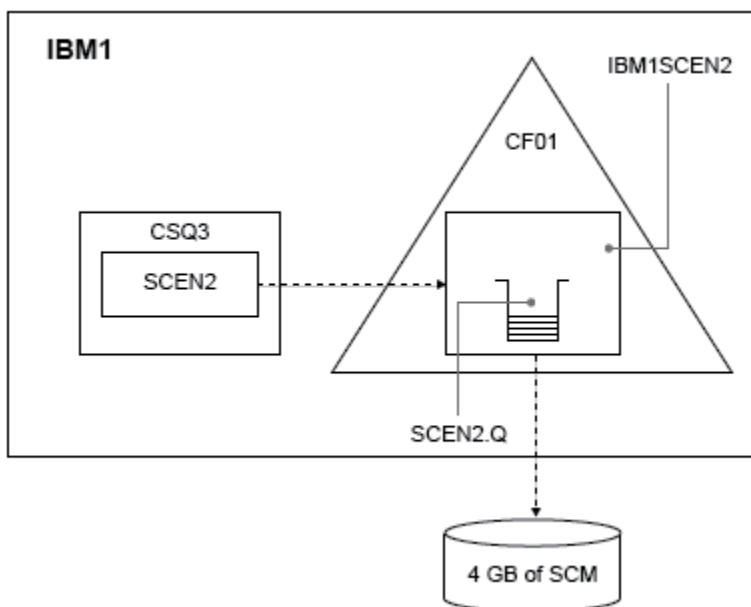 IBM1
IBM1SCEN2
CF01
CSQ3
SCEN2
SCEN2.Q
4 GB of SCM